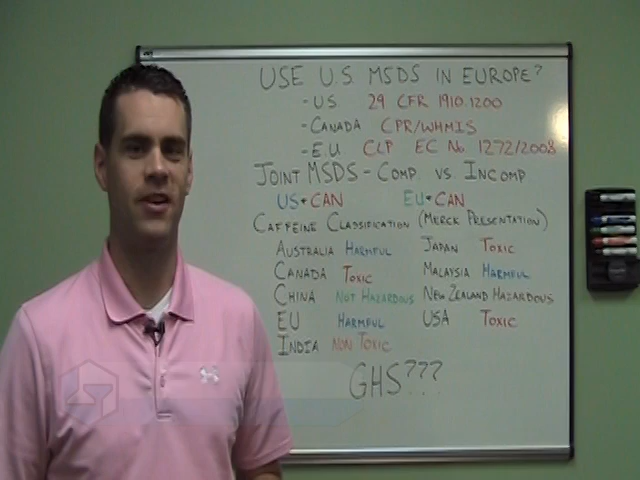 USE U.S. MSDS IN EUROPE?
- U.S. 29 CFR 1910.1200
- CANADA CPR/WHMIS
- E.U CLP EC No 1272/2008
JOINT MSDS - COMP VS. INCOMP
US + CAN EU + CAN
CAFFEINE CLASSIFICATION (MERCK PRESENTATION)
AUSTRALIA HARMFUL JAPAN TOXIC
CANADA TOXIC MALAYSIA HARMFUL
CHINA NOT HAZARDOUS NEW ZEALAND HAZARDOUS
EU HARMFUL USA TOXIC
INDIA NON TOXIC
GHS???